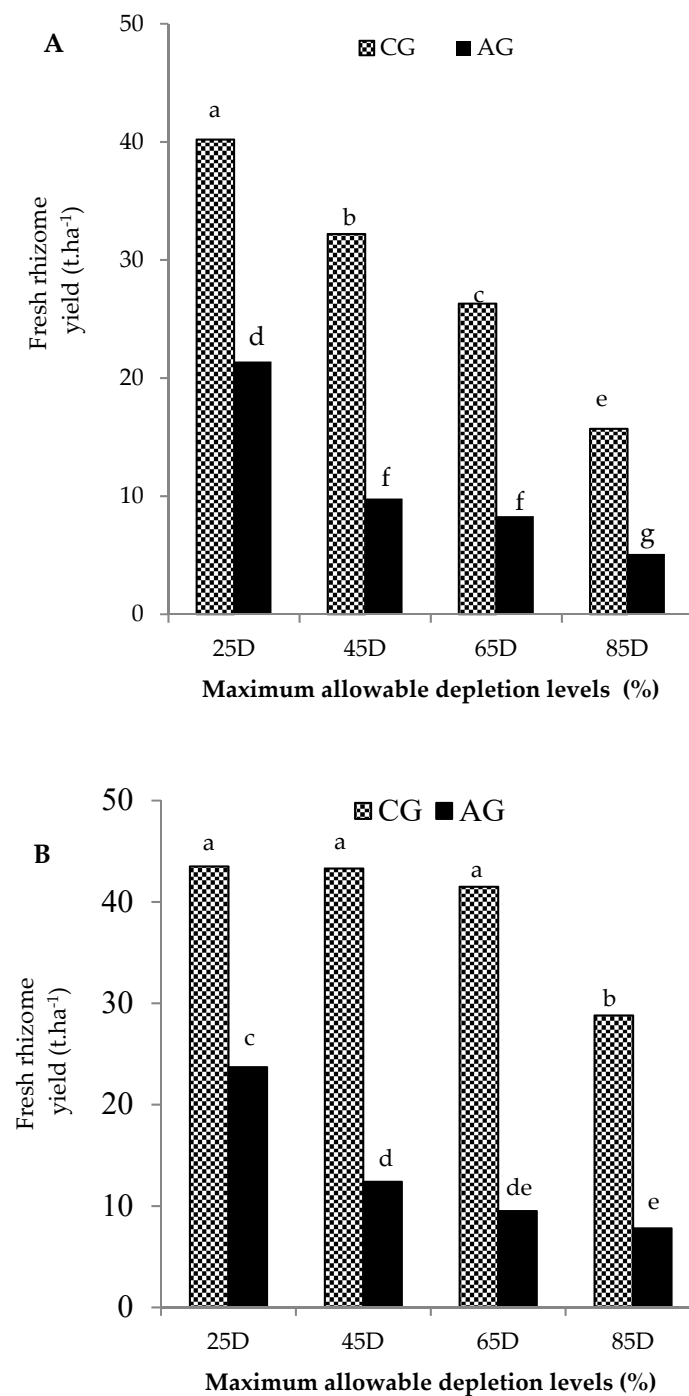 A
CG AG
50
40
30
20
10
0
Fresh rhizome
yield (t.ha-1)
a
b
c
d
e
f
f
g
25D 45D 65D 85D
Maximum allowable depletion levels (%)
B
CG AG
50
40
30
20
10
0
Fresh rhizome
yield (t.ha-1)
a a a
b
c
d
de
e
25D 45D 65D 85D
Maximum allowable depletion levels (%)